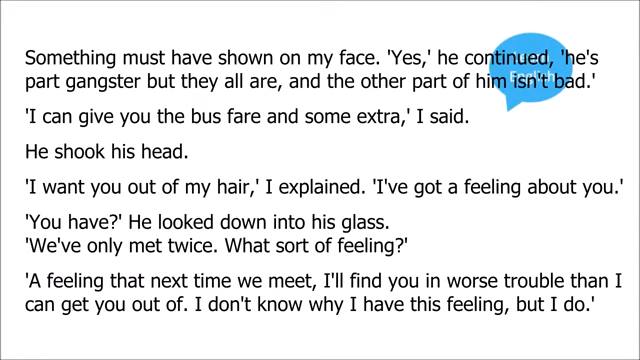 Something must have shown on my face. 'Yes,' he continued, 'he's
part gangster but they all are, and the other part of him isn't bad.'
'I can give you the bus fare and some extra,' I said.
He shook his head.
'I want you out of my hair,' I explained. 'I've got a feeling about you.'
'You have?' He looked down into his glass.
'We've only met twice. What sort of feeling?'
'A feeling that next time we meet, I'll find you in worse trouble than I
can get you out of. I don't know why I have this feeling, but I do.'
English